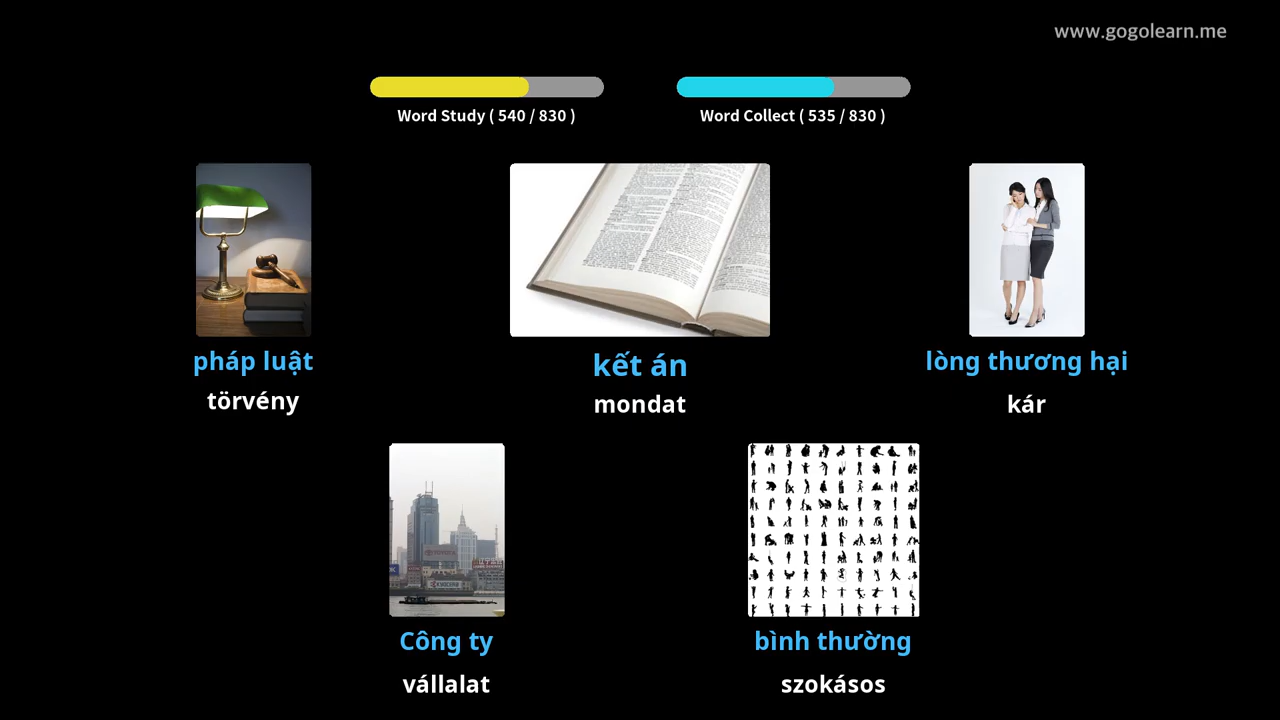 www.gogolearn.me
Word Study ( 540 / 830 )
Word Collect ( 535 / 830 )
pháp luật
törvény
kết án
mondat
lòng thương hại
kár
Công ty
vállalat
bình thường
szokásos